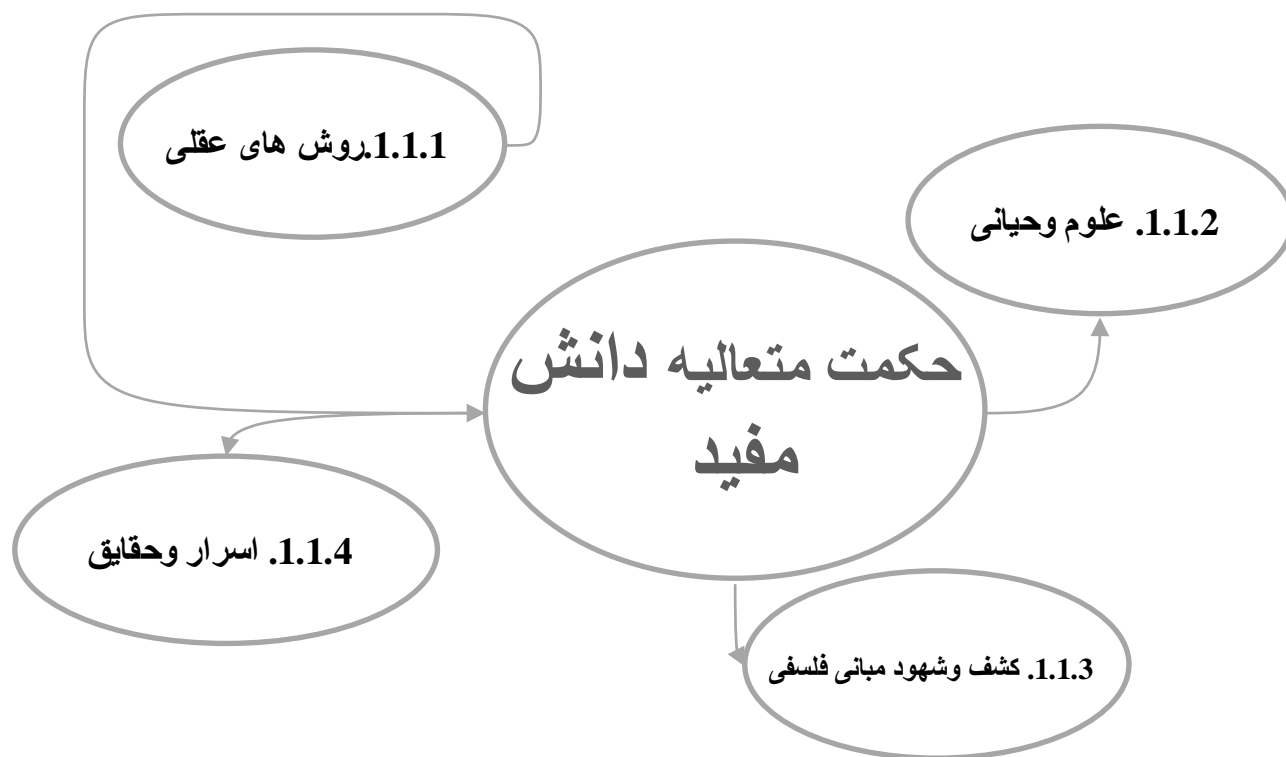 1.1.1.روش های عقلی
1.1.2. علوم وحیانی
حکمت متعالیه دانش
مفید
1.1.4. اسرار وحقایق
1.1.3. کشف وشهود مبانی فلسفی